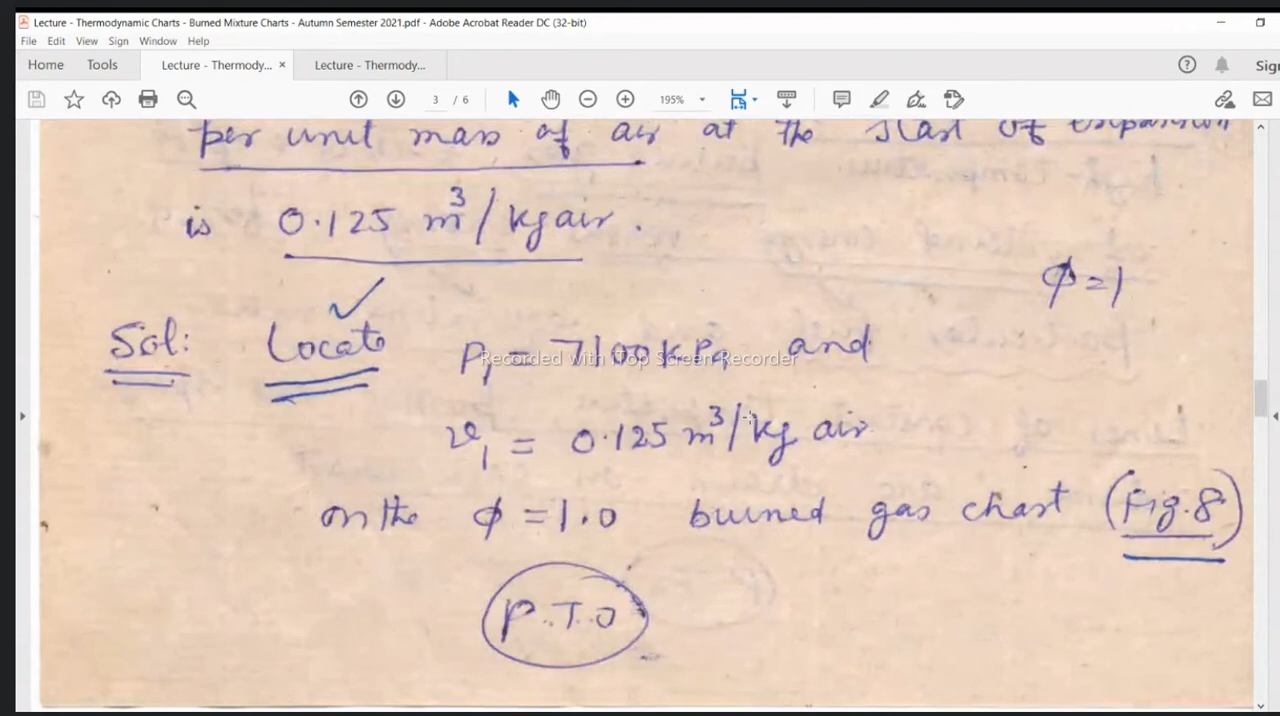 Lecture - Thermodynamic Charts - Burned Mixture Charts - Autumn Semester 2021.pdf - Adobe Acrobat Reader DC (32-bit)
File Edit View Sign Window Help
Home Tools Lecture - Thermody... × Lecture - Thermody... Sign
3 / 6 195%
per unit mass of air at the start of expansion
is 0.125 m³/kg air.
φ = 1
Sol: Locate P₁ = 7100 kPa and
Recorded with iTop Screen Recorder
v₁ = 0.125 m³/kg air
on the φ = 1.0 burned gas chart (Fig. 8)
P.T.O